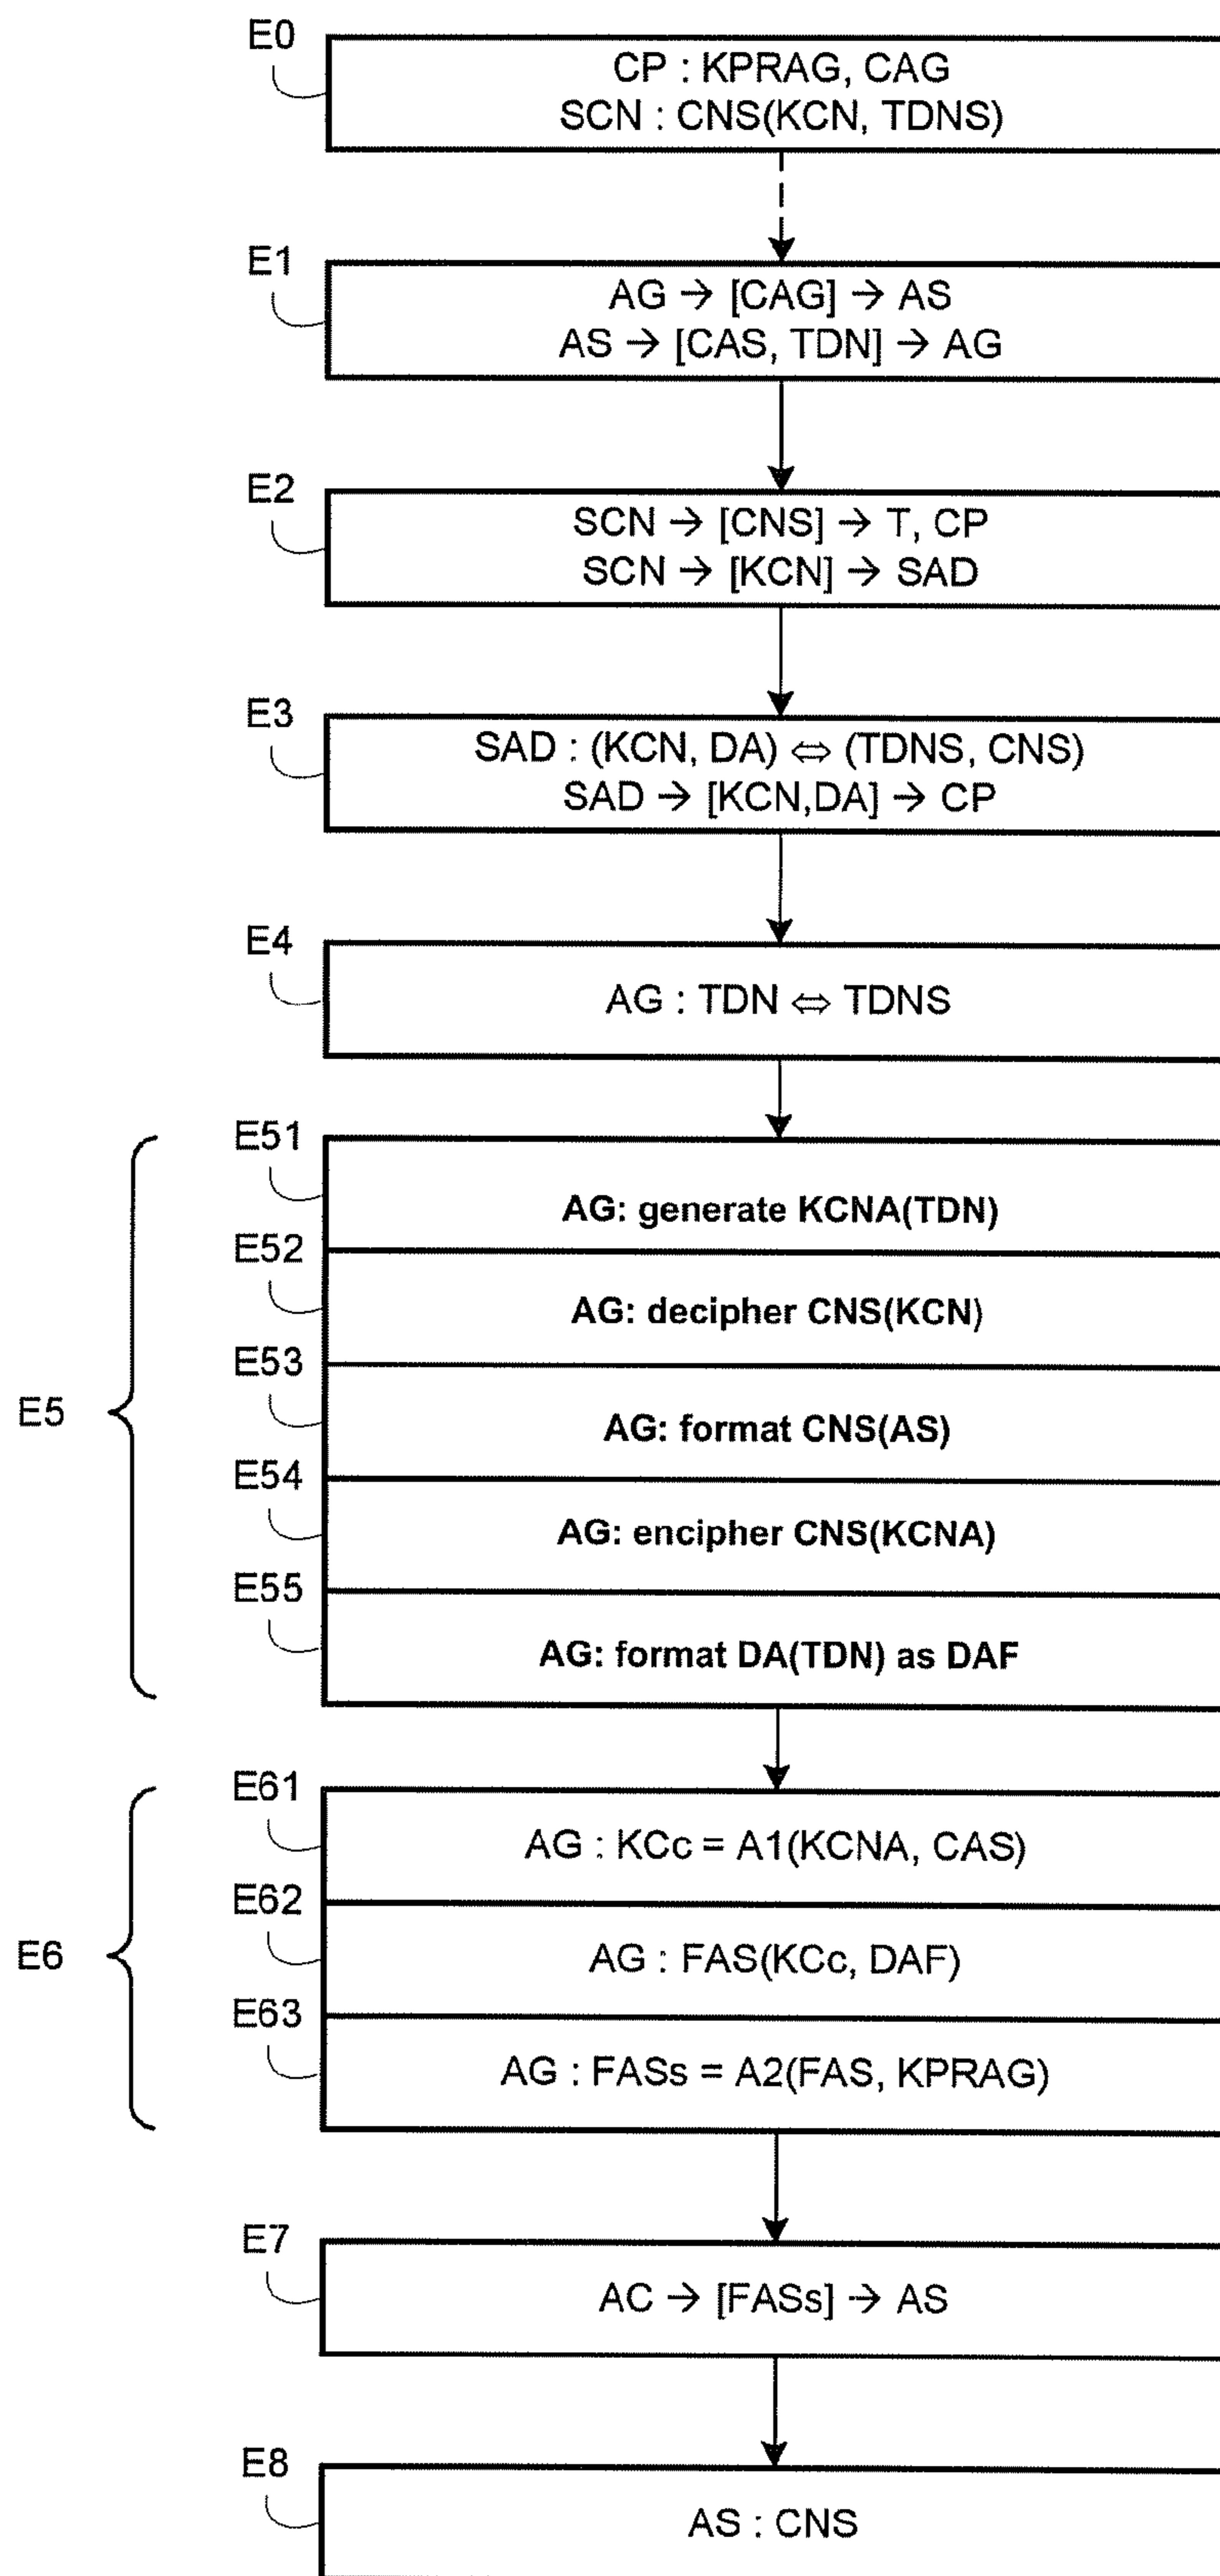 E0
CP : KPRAG, CAG
SCN : CNS(KCN, TDNS)
E1
AG → [CAG] → AS
AS → [CAS, TDN] → AG
E2
SCN → [CNS] → T, CP
SCN → [KCN] → SAD
E3
SAD : (KCN, DA) ⇔ (TDNS, CNS)
SAD → [KCN,DA] → CP
E4
AG : TDN ⇔ TDNS
E5
E51
AG: generate KCNA(TDN)
E52
AG: decipher CNS(KCN)
E53
AG: format CNS(AS)
E54
AG: encipher CNS(KCNA)
E55
AG: format DA(TDN) as DAF
E6
E61
AG : KCc = A1(KCNA, CAS)
E62
AG : FAS(KCc, DAF)
E63
AG : FASs = A2(FAS, KPRAG)
E7
AC → [FASs] → AS
E8
AS : CNS